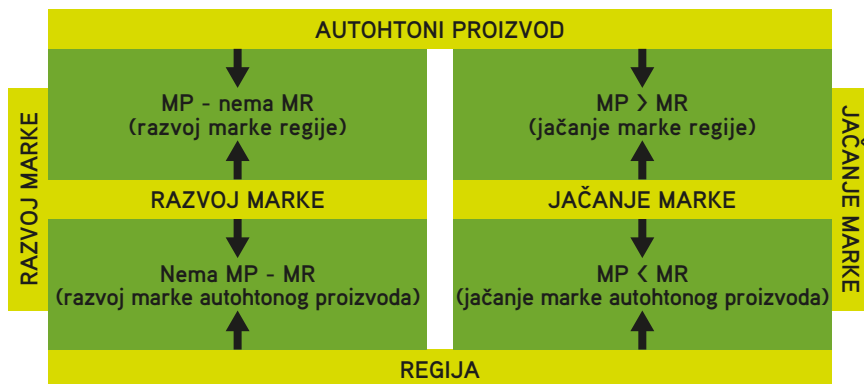 AUTOHTONI PROIZVOD
MP - nema MR
(razvoj marke regije)
MP > MR
(jačanje marke regije)
RAZVOJ MARKE
RAZVOJ MARKE
JAČANJE MARKE
JAČANJE MARKE
Nema MP - MR
(razvoj marke autohtonog proizvoda)
MP < MR
(jačanje marke autohtonog proizvoda)
REGIJA